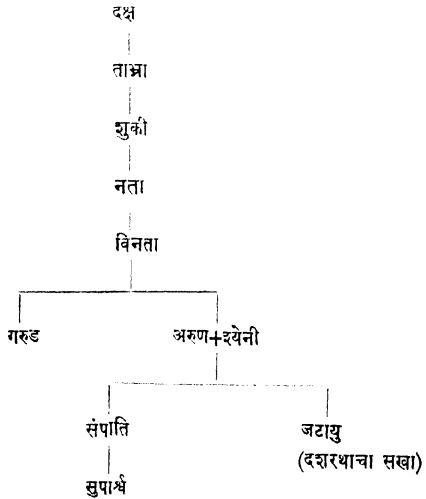 दक्ष
ताम्रा
शुकी
नता
विनता
गरुड अरुण+श्येनी
संपाति जटायु
(दशरथाचा सखा)
सुपार्श्व